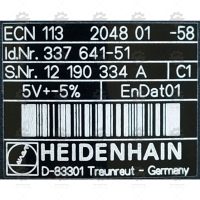 ECN 113 2048 01 -58
Id.Nr. 337 641-51
S.Nr. 12 190 334 A C1
5V+-5% EnDat01
HEIDENHAIN
D-83301 Traunreut - Germany